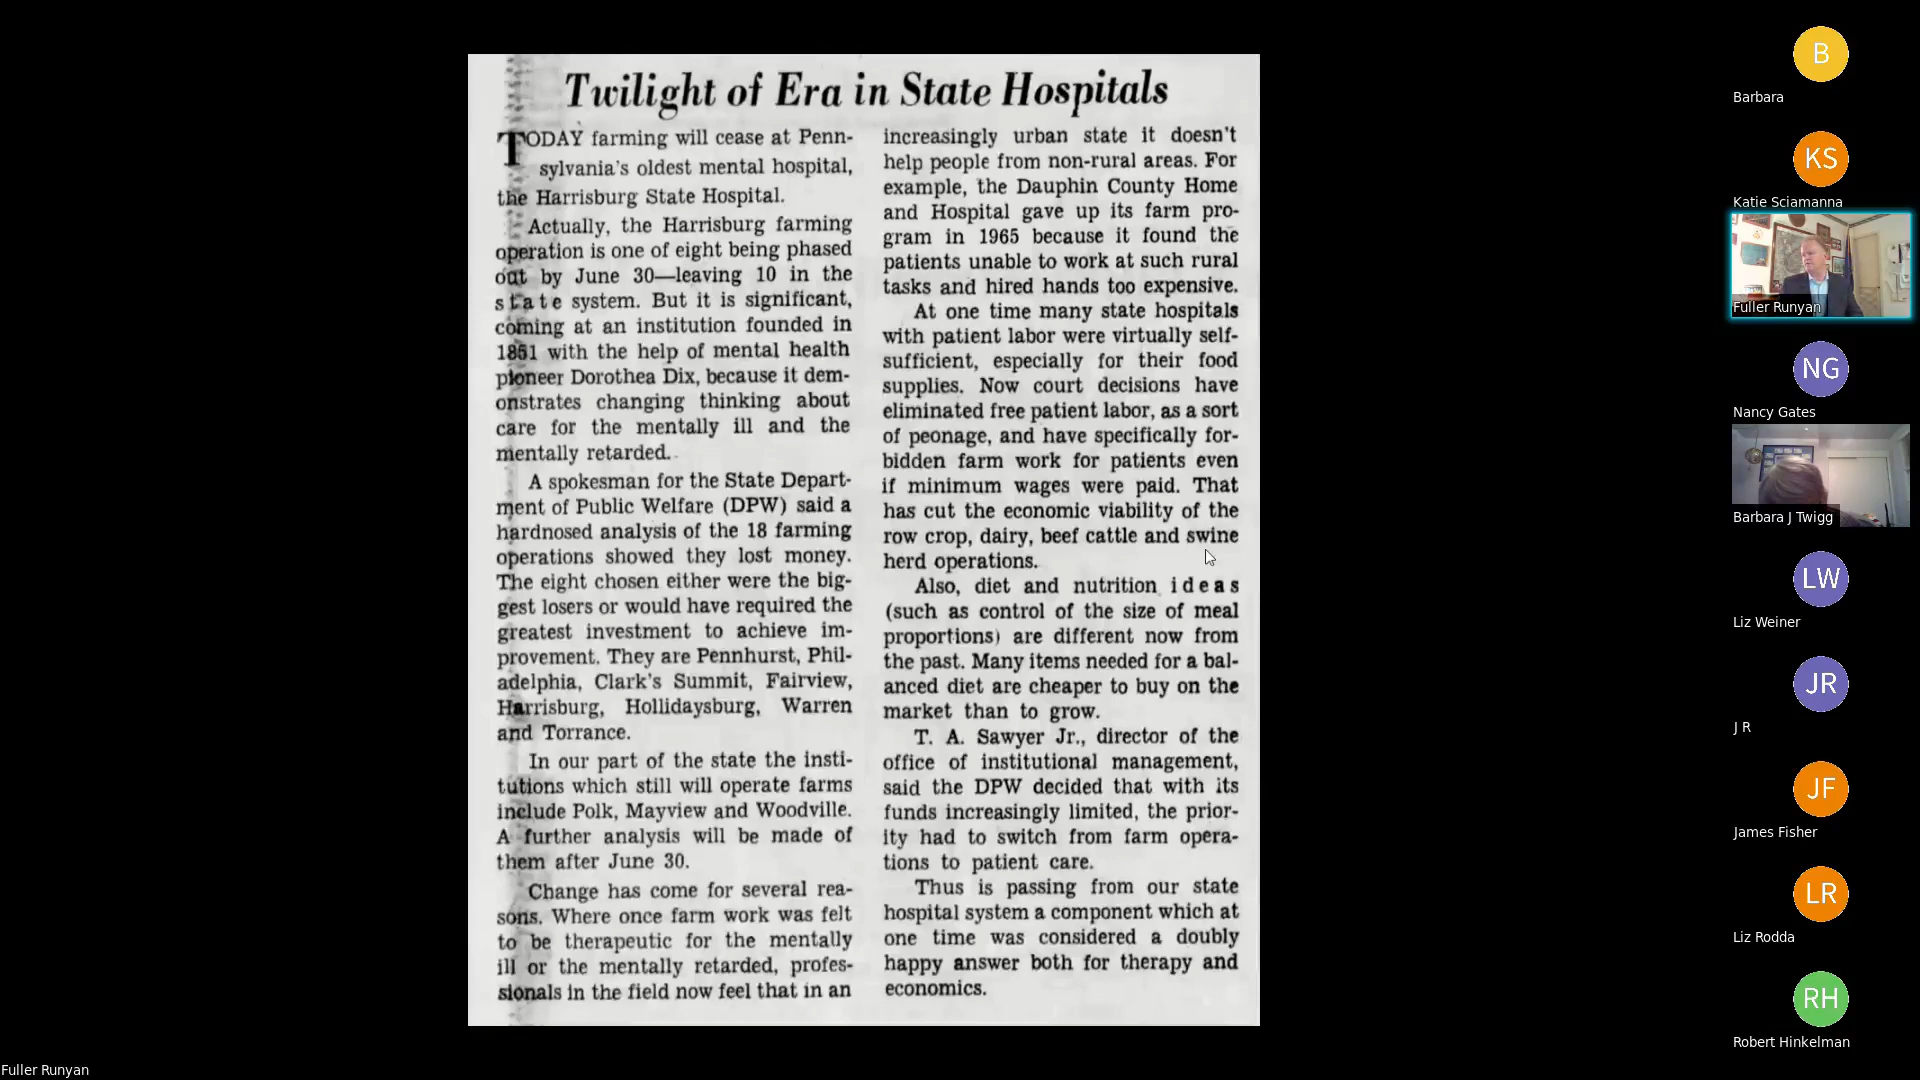 Twilight of Era in State Hospitals
TODAY farming will cease at Penn-
sylvania's oldest mental hospital,
the Harrisburg State Hospital.
Actually, the Harrisburg farming
operation is one of eight being phased
out by June 30—leaving 10 in the
state system. But it is significant,
coming at an institution founded in
1851 with the help of mental health
pioneer Dorothea Dix, because it dem-
onstrates changing thinking about
care for the mentally ill and the
mentally retarded.
A spokesman for the State Depart-
ment of Public Welfare (DPW) said a
hardnosed analysis of the 18 farming
operations showed they lost money.
The eight chosen either were the big-
gest losers or would have required the
greatest investment to achieve im-
provement. They are Pennhurst, Phil-
adelphia, Clark's Summit, Fairview,
Harrisburg, Hollidaysburg, Warren
and Torrance.
In our part of the state the insti-
tutions which still will operate farms
include Polk, Mayview and Woodville.
A further analysis will be made of
them after June 30.
Change has come for several rea-
sons. Where once farm work was felt
to be therapeutic for the mentally
ill or the mentally retarded, profes-
sionals in the field now feel that in an
increasingly urban state it doesn't
help people from non-rural areas. For
example, the Dauphin County Home
and Hospital gave up its farm pro-
gram in 1965 because it found the
patients unable to work at such rural
tasks and hired hands too expensive.
At one time many state hospitals
with patient labor were virtually self-
sufficient, especially for their food
supplies. Now court decisions have
eliminated free patient labor, as a sort
of peonage, and have specifically for-
bidden farm work for patients even
if minimum wages were paid. That
has cut the economic viability of the
row crop, dairy, beef cattle and swine
herd operations.
Also, diet and nutrition ideas
(such as control of the size of meal
proportions) are different now from
the past. Many items needed for a bal-
anced diet are cheaper to buy on the
market than to grow.
T. A. Sawyer Jr., director of the
office of institutional management,
said the DPW decided that with its
funds increasingly limited, the prior-
ity had to switch from farm opera-
tions to patient care.
Thus is passing from our state
hospital system a component which at
one time was considered a doubly
happy answer both for therapy and
economics.
B
Barbara
KS
Katie Sciamanna
Fuller Runyan
NG
Nancy Gates
Barbara J Twigg
LW
Liz Weiner
JR
J R
JF
James Fisher
LR
Liz Rodda
RH
Robert Hinkelman
Fuller Runyan